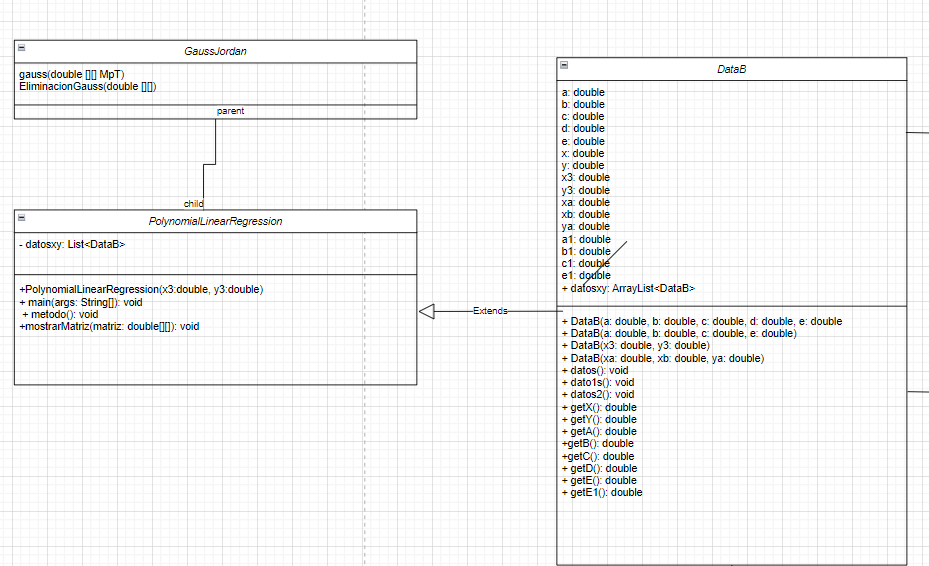 GaussJordan
gauss(double [][] MpT)
EliminacionGauss(double [][])
parent
child
PolynomialLinearRegression
- datosxy: List<DataB>
+PolynomialLinearRegression(x3:double, y3:double)
+ main(args: String[]): void
+ metodo(): void
+mostrarMatriz(matriz: double[][]): void
Extends
DataB
a: double
b: double
c: double
d: double
e: double
x: double
y: double
x3: double
y3: double
xa: double
xb: double
ya: double
a1: double
b1: double
c1: double
e1: double
+ datosxy: ArrayList<DataB>
+ DataB(a: double, b: double, c: double, d: double, e: double
+ DataB(a: double, b: double, c: double, e: double)
+ DataB(x3: double, y3: double)
+ DataB(xa: double, xb: double, ya: double)
+ datos(): void
+ dato1s(): void
+ datos2(): void
+ getX(): double
+ getY(): double
+ getA(): double
+getB(): double
+getC(): double
+ getD(): double
+ getE(): double
+ getE1(): double